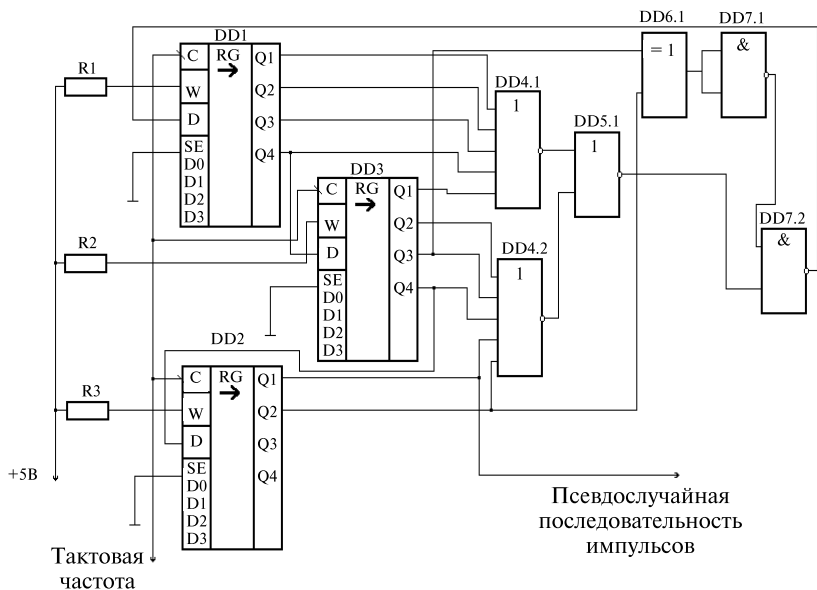 DD6.1 DD7.1
DD1
C RG Q1
= 1
&
R1
W Q2
D Q3
SE Q4
D0
D1
D2
D3
DD4.1
1
DD5.1
1
DD3
C RG Q1
W Q2
D Q3
SE Q4
D0
D1
D2
D3
R2
DD4.2
1
DD7.2
&
DD2
C RG Q1
W Q2
D Q3
SE Q4
D0
D1
D2
D3
R3
+5В
Псевдослучайная
последовательность
импульсов
Тактовая
частота